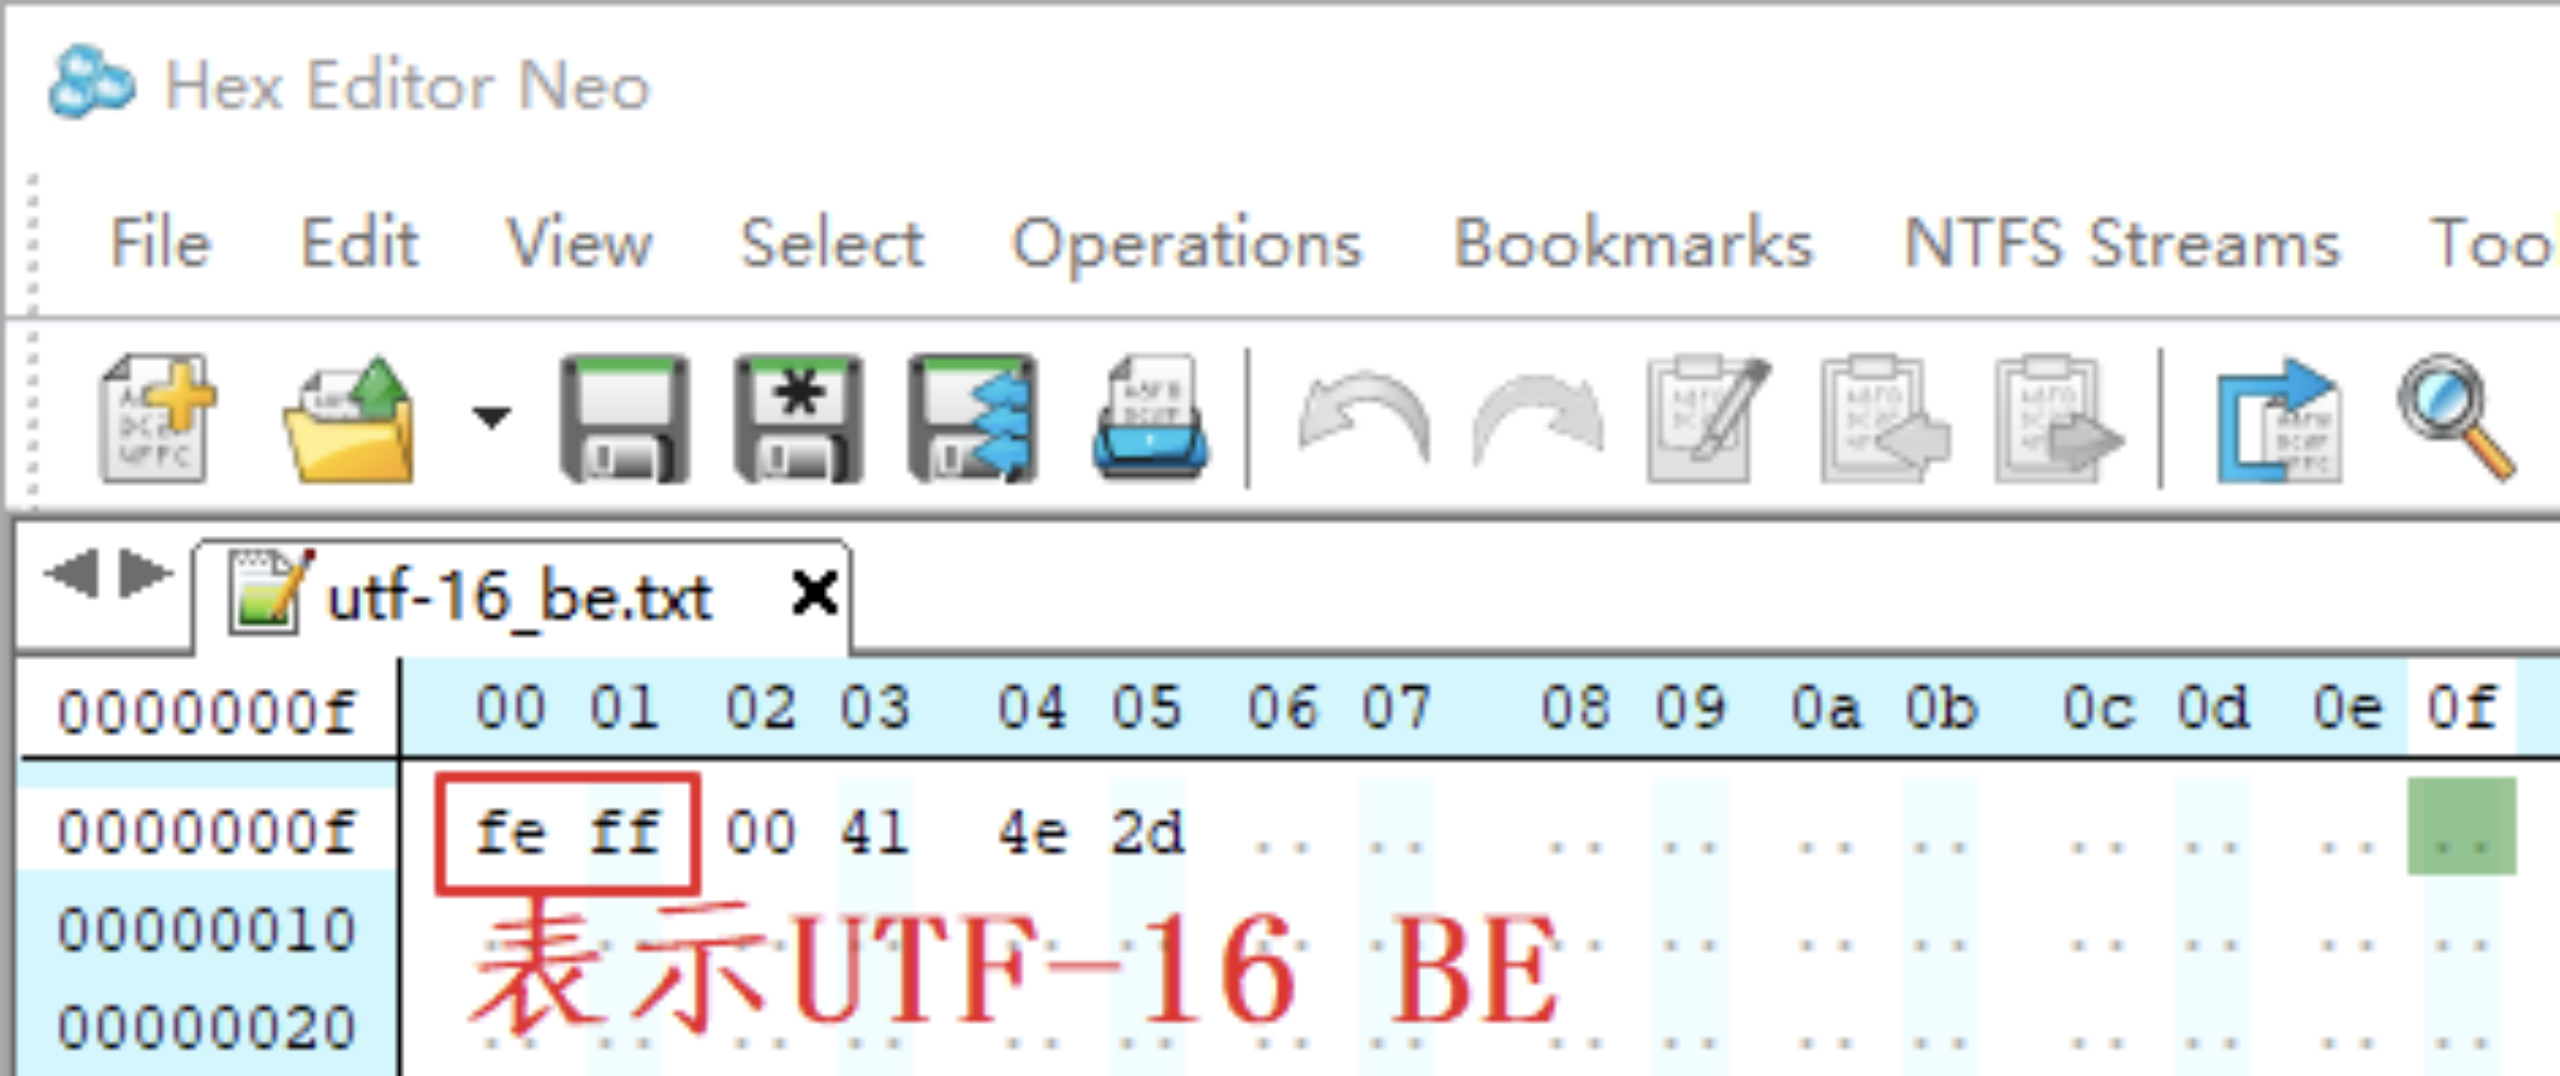 Hex Editor Neo
File Edit View Select Operations Bookmarks NTFS Streams Too
utf-16_be.txt
0000000f 00 01 02 03 04 05 06 07 08 09 0a 0b 0c 0d 0e 0f
0000000f fe ff 00 41 4e 2d .. .. .. .. .. .. .. .. .. ..
00000010 .. .. .. .. .. .. .. .. .. .. .. .. .. .. .. ..
表示UTF-16 BE
00000020 .. .. .. .. .. .. .. .. .. .. .. .. .. .. .. ..